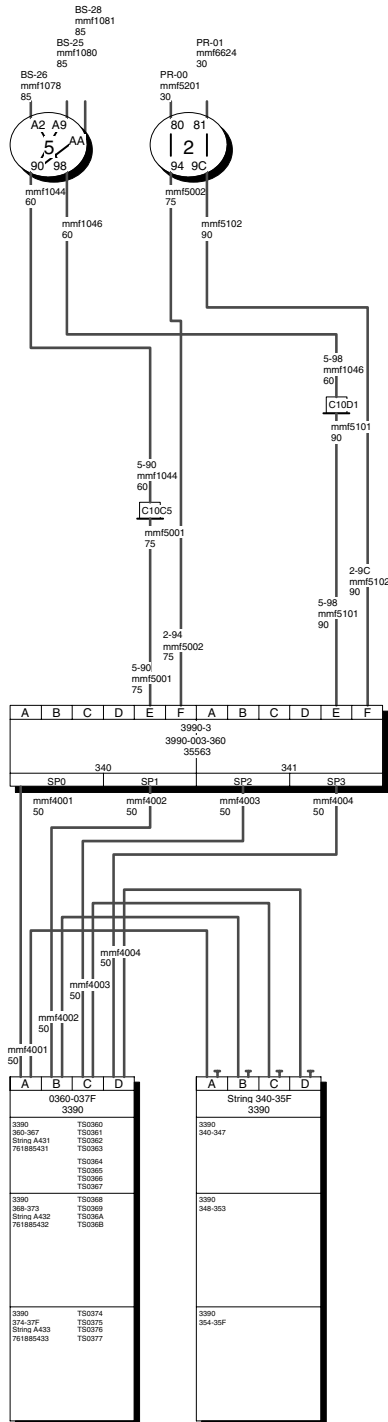 BS-28
mmf1081
85
BS-25
mmf1080
85
BS-26
mmf1078
85
PR-01
mmf6624
30
PR-00
mmf5201
30
A2 A9
AA
5
90 98
80 81
2
94 9C
mmf1044
60
mmf1046
60
mmf5002
75
mmf5102
90
5-98
mmf1046
60
C10D1
mmf5101
90
5-90
mmf1044
60
C10C5
mmf5001
75
2-9C
mmf5102
90
5-98
mmf5101
90
2-94
mmf5002
75
5-90
mmf5001
75
A B C D E F A B C D E F
3990-3
3990-003-360
35563
340 341
SP0 SP1 SP2 SP3
mmf4001
50
mmf4002
50
mmf4003
50
mmf4004
50
mmf4004
50
mmf4003
50
mmf4002
50
mmf4001
50
A B C D
0360-037F
3390
3390 TS0360
360-367 TS0361
String A431 TS0362
761885431 TS0363
TS0364
TS0365
TS0366
TS0367
3390 TS0368
368-373 TS0369
String A432 TS036A
761885432 TS036B
3390 TS0374
374-37F TS0375
String A433 TS0376
761885433 TS0377
A B C D
String 340-35F
3390
3390
340-347
3390
348-353
3390
354-35F